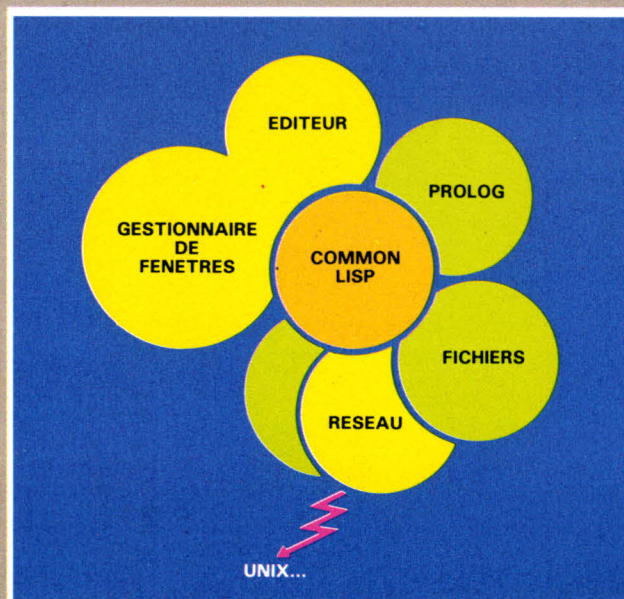 EDITEUR
PROLOG
GESTIONNAIRE
DE
FENETRES
COMMON
LISP
FICHIERS
RESEAU
UNIX...